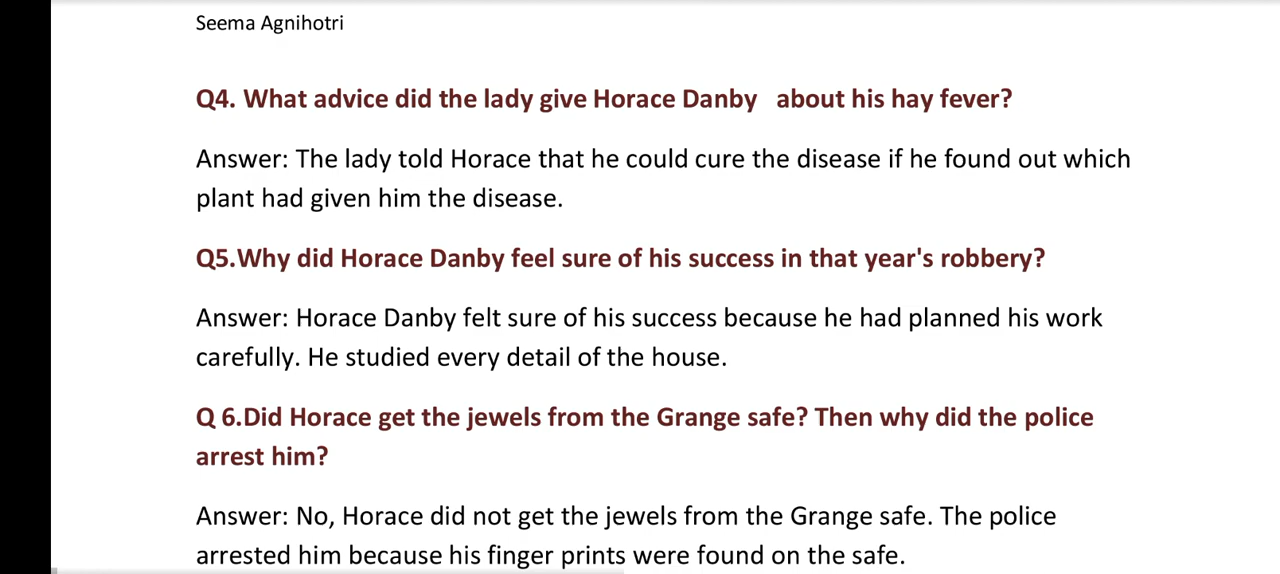 Seema Agnihotri
Q4. What advice did the lady give Horace Danby   about his hay fever?
Answer: The lady told Horace that he could cure the disease if he found out which
plant had given him the disease.
Q5.Why did Horace Danby feel sure of his success in that year's robbery?
Answer: Horace Danby felt sure of his success because he had planned his work
carefully. He studied every detail of the house.
Q 6.Did Horace get the jewels from the Grange safe? Then why did the police
arrest him?
Answer: No, Horace did not get the jewels from the Grange safe. The police
arrested him because his finger prints were found on the safe.